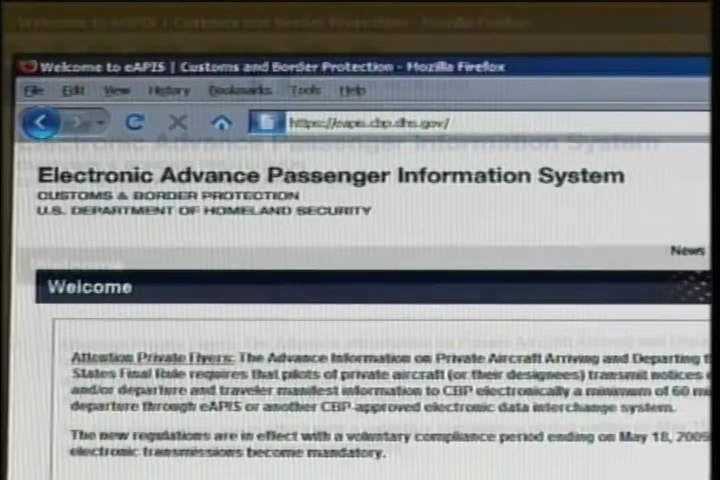 Welcome to eAPIS | Customs and Border Protection - Mozilla Firefox
File Edit View History Bookmarks Tools Help
https://eapis.cbp.dhs.gov/
Electronic Advance Passenger Information System
CUSTOMS & BORDER PROTECTION
U.S. DEPARTMENT OF HOMELAND SECURITY
News
Welcome
Attention Private Flyers: The Advance Information on Private Aircraft Arriving and Departing
States Final Rule requires that pilots of private aircraft (or their designees) transmit notices
and/or departure and traveler manifest information to CBP electronically a minimum of 60
departure through eAPIS or another CBP-approved electronic data interchange system.
The new regulations are in effect with a voluntary compliance period ending on May 18, 2009
electronic transmissions become mandatory.